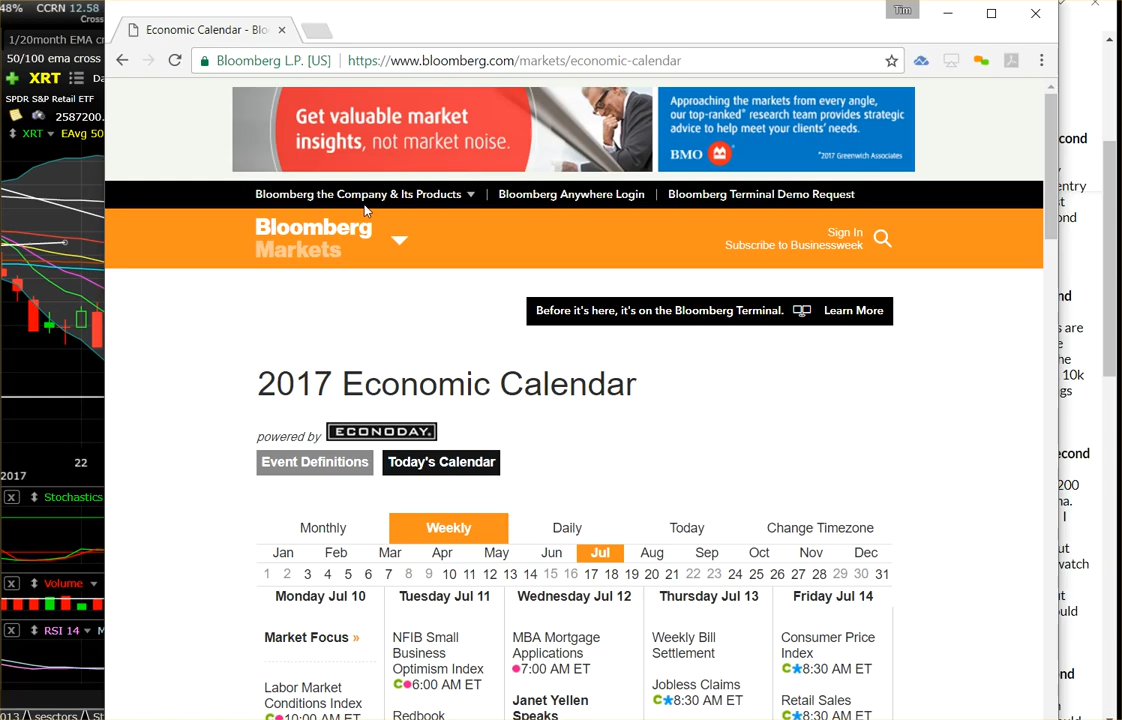 48%
CCRN 12.58
Cross
1/20month EMA cr
50/100 ema cross
XRT
Da
SPDR S&P Retail ETF
2587200.
XRT
EAvg 50
22
2017
X
Stochastics
X
Volume
X
RSI 14
M
013
sesctors
St
Tim
Economic Calendar - Blo
Bloomberg L.P. [US]
https://www.bloomberg.com/markets/economic-calendar
Get valuable market
insights, not market noise.
Approaching the markets from every angle,
our top-ranked* research team provides strategic
advice to help meet your clients' needs.
BMO
*2017 Greenwich Associates
Bloomberg the Company & Its Products | Bloomberg Anywhere Login | Bloomberg Terminal Demo Request
Bloomberg
Markets
Sign In
Subscribe to Businessweek
Before it's here, it's on the Bloomberg Terminal. Learn More
2017 Economic Calendar
powered by ECONODAY.
Event Definitions Today's Calendar
Monthly Weekly Daily Today Change Timezone
Jan Feb Mar Apr May Jun Jul Aug Sep Oct Nov Dec
1 2 3 4 5 6 7 8 9 10 11 12 13 14 15 16 17 18 19 20 21 22 23 24 25 26 27 28 29 30 31
Monday Jul 10
Market Focus »
Labor Market
Conditions Index
10:00 AM ET
Tuesday Jul 11
NFIB Small
Business
Optimism Index
C 6:00 AM ET
Redbook
Wednesday Jul 12
MBA Mortgage
Applications
7:00 AM ET
Janet Yellen
Speaks
Thursday Jul 13
Weekly Bill
Settlement
Jobless Claims
C 8:30 AM ET
Friday Jul 14
Consumer Price
Index
C 8:30 AM ET
Retail Sales
C 8:30 AM ET
cond
entry
st
ond
nd
s are
e
he
10k
gs
econd
200
na.
I
ut
watch
ut
ould
nd